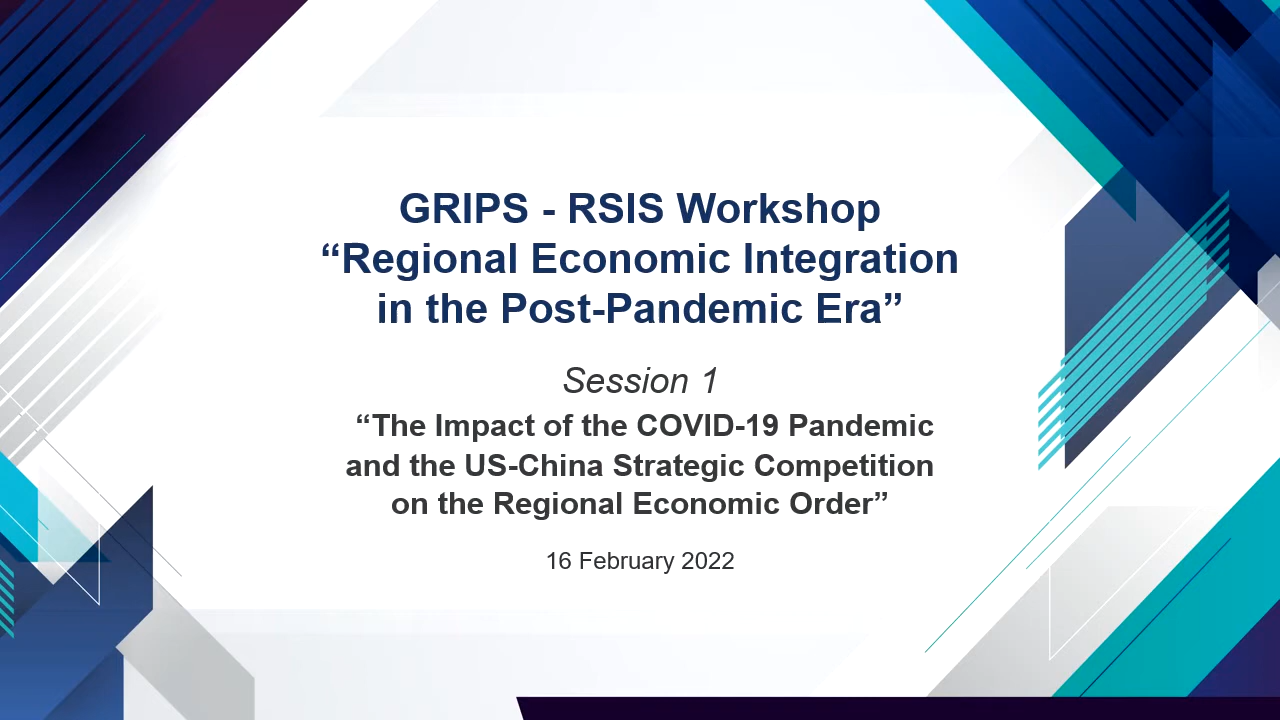 GRIPS - RSIS Workshop
“Regional Economic Integration
in the Post-Pandemic Era”
Session 1
“The Impact of the COVID-19 Pandemic
and the US-China Strategic Competition
on the Regional Economic Order”
16 February 2022